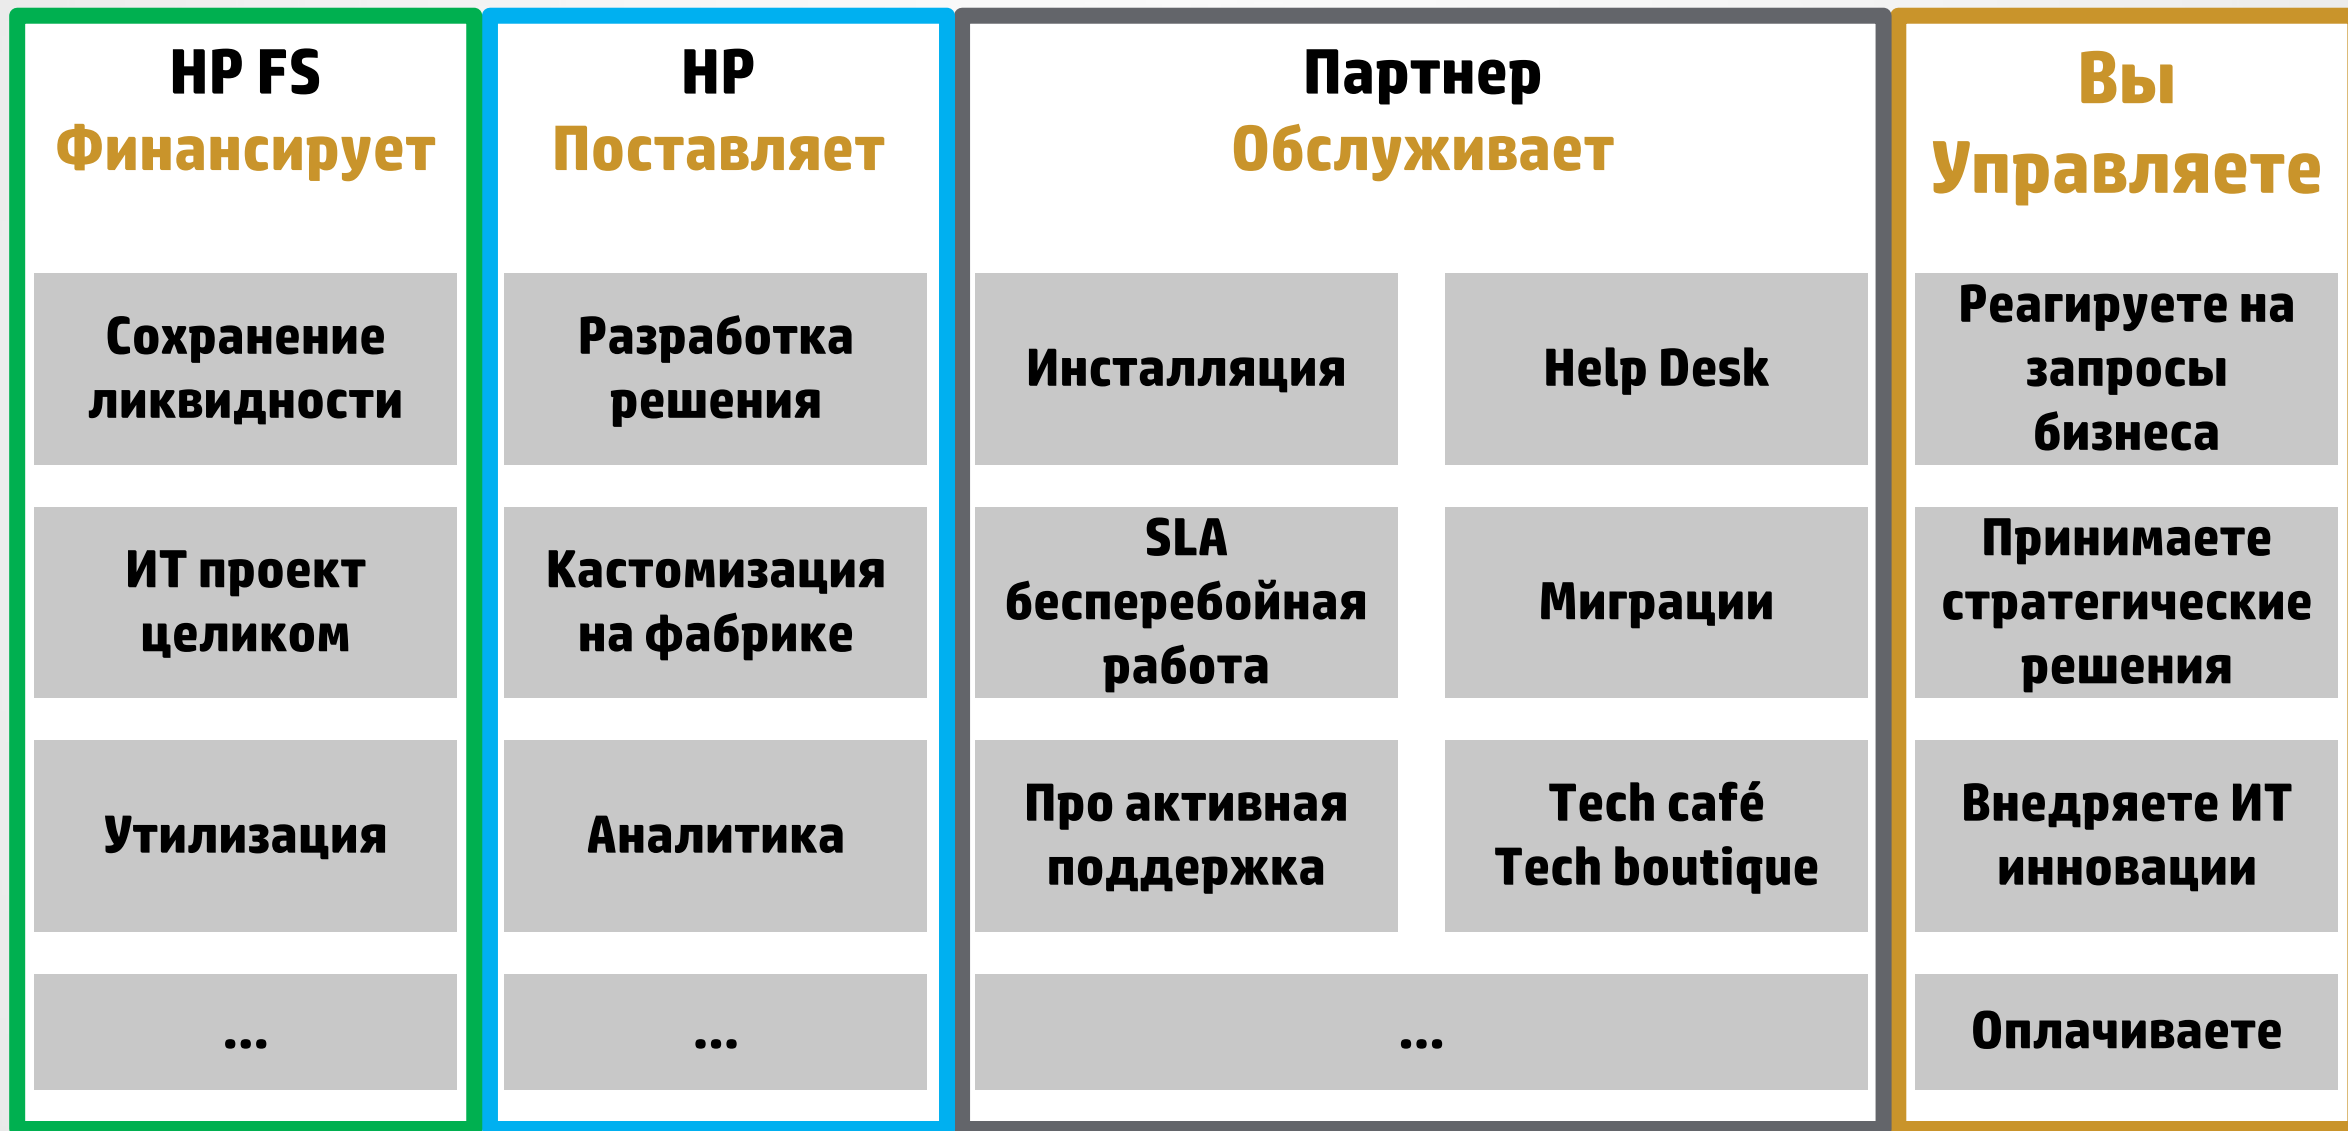 HP FS
Финансирует
Сохранение
ликвидности
ИТ проект
целиком
Утилизация
...
HP
Поставляет
Разработка
решения
Кастомизация
на фабрике
Аналитика
...
Партнер
Обслуживает
Инсталляция
Help Desk
SLA
бесперебойная
работа
Миграции
Про активная
поддержка
Tech café
Tech boutique
...
Вы
Управляете
Реагируете на
запросы
бизнеса
Принимаете
стратегические
решения
Внедряете ИТ
инновации
Оплачиваете